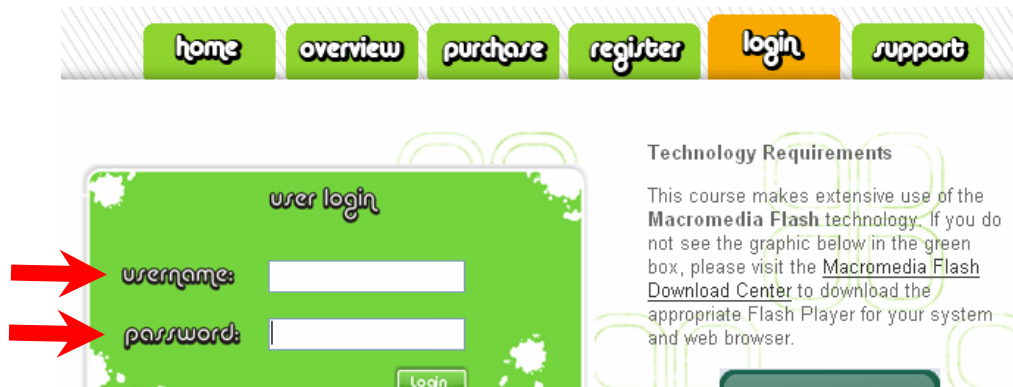 home overview purchase register login support
user login
username:
password:
Login
Technology Requirements
This course makes extensive use of the
Macromedia Flash technology. If you do
not see the graphic below in the green
box, please visit the Macromedia Flash
Download Center to download the
appropriate Flash Player for your system
and web browser.